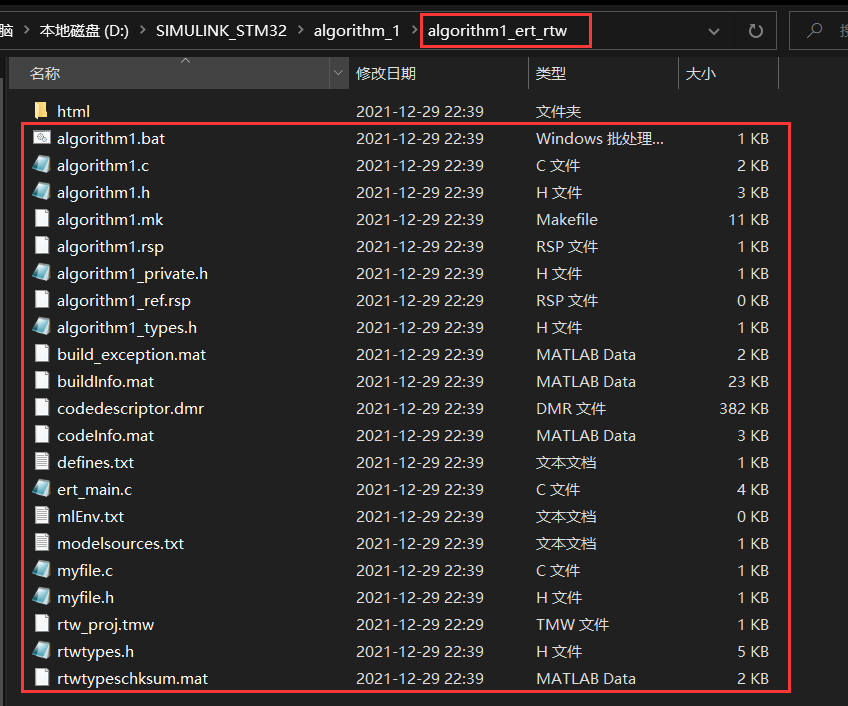 脑 > 本地磁盘 (D:) > SIMULINK_STM32 > algorithm_1 > algorithm1_ert_rtw
名称 修改日期 类型 大小
html 2021-12-29 22:39 文件夹
algorithm1.bat 2021-12-29 22:39 Windows 批处理... 1 KB
algorithm1.c 2021-12-29 22:39 C 文件 2 KB
algorithm1.h 2021-12-29 22:39 H 文件 3 KB
algorithm1.mk 2021-12-29 22:39 Makefile 11 KB
algorithm1.rsp 2021-12-29 22:39 RSP 文件 1 KB
algorithm1_private.h 2021-12-29 22:39 H 文件 1 KB
algorithm1_ref.rsp 2021-12-29 22:29 RSP 文件 0 KB
algorithm1_types.h 2021-12-29 22:39 H 文件 1 KB
build_exception.mat 2021-12-29 22:39 MATLAB Data 2 KB
buildInfo.mat 2021-12-29 22:39 MATLAB Data 23 KB
codedescriptor.dmr 2021-12-29 22:39 DMR 文件 382 KB
codeInfo.mat 2021-12-29 22:39 MATLAB Data 3 KB
defines.txt 2021-12-29 22:39 文本文档 1 KB
ert_main.c 2021-12-29 22:39 C 文件 4 KB
mlEnv.txt 2021-12-29 22:39 文本文档 0 KB
modelsources.txt 2021-12-29 22:39 文本文档 1 KB
myfile.c 2021-12-29 22:39 C 文件 1 KB
myfile.h 2021-12-29 22:39 H 文件 1 KB
rtw_proj.tmw 2021-12-29 22:29 TMW 文件 1 KB
rtwtypes.h 2021-12-29 22:39 H 文件 5 KB
rtwtypeschksum.mat 2021-12-29 22:39 MATLAB Data 2 KB